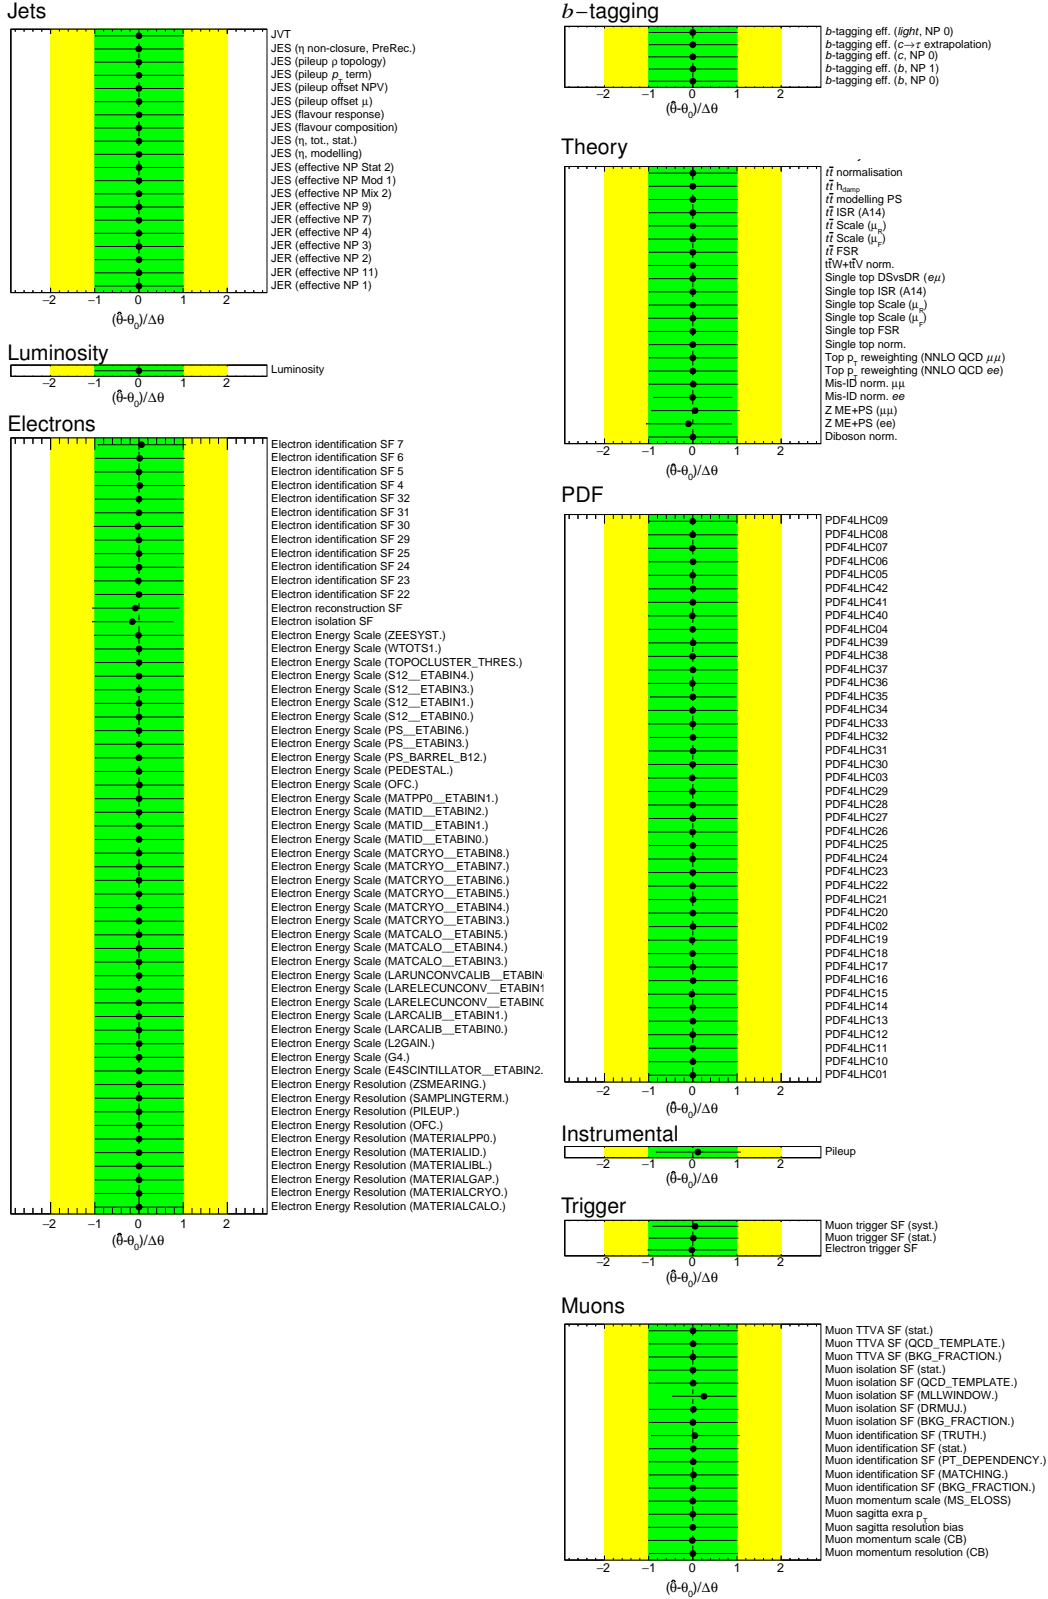 Jets
JVT
JES (η non-closure, PreRec.)
JES (pileup ρ topology)
JES (pileup p_T term)
JES (pileup offset NPV)
JES (pileup offset μ)
JES (flavour response)
JES (flavour composition)
JES (η, tot., stat.)
JES (η, modelling)
JES (effective NP Stat 2)
JES (effective NP Mod 1)
JES (effective NP Mix 2)
JER (effective NP 9)
JER (effective NP 7)
JER (effective NP 4)
JER (effective NP 3)
JER (effective NP 2)
JER (effective NP 11)
JER (effective NP 1)
−2 −1 0 1 2
(θ̂-θ₀)/Δθ
Luminosity
Luminosity
−2 −1 0 1 2
(θ̂-θ₀)/Δθ
Electrons
Electron identification SF 7
Electron identification SF 6
Electron identification SF 5
Electron identification SF 4
Electron identification SF 32
Electron identification SF 31
Electron identification SF 30
Electron identification SF 29
Electron identification SF 25
Electron identification SF 24
Electron identification SF 23
Electron identification SF 22
Electron reconstruction SF
Electron isolation SF
Electron Energy Scale (ZEESYST.)
Electron Energy Scale (WTOTS1.)
Electron Energy Scale (TOPOCLUSTER_THRES.)
Electron Energy Scale (S12__ETABIN4.)
Electron Energy Scale (S12__ETABIN3.)
Electron Energy Scale (S12__ETABIN1.)
Electron Energy Scale (S12__ETABIN0.)
Electron Energy Scale (PS__ETABIN6.)
Electron Energy Scale (PS__ETABIN3.)
Electron Energy Scale (PS_BARREL_B12.)
Electron Energy Scale (PEDESTAL.)
Electron Energy Scale (OFC.)
Electron Energy Scale (MATPP0__ETABIN1.)
Electron Energy Scale (MATID__ETABIN2.)
Electron Energy Scale (MATID__ETABIN1.)
Electron Energy Scale (MATID__ETABIN0.)
Electron Energy Scale (MATCRYO__ETABIN8.)
Electron Energy Scale (MATCRYO__ETABIN7.)
Electron Energy Scale (MATCRYO__ETABIN6.)
Electron Energy Scale (MATCRYO__ETABIN5.)
Electron Energy Scale (MATCRYO__ETABIN4.)
Electron Energy Scale (MATCRYO__ETABIN3.)
Electron Energy Scale (MATCALO__ETABIN5.)
Electron Energy Scale (MATCALO__ETABIN4.)
Electron Energy Scale (MATCALO__ETABIN3.)
Electron Energy Scale (LARUNCONVCALIB__ETABIN
Electron Energy Scale (LARELECUNCONV__ETABIN1
Electron Energy Scale (LARELECUNCONV__ETABIN0
Electron Energy Scale (LARCALIB__ETABIN1.)
Electron Energy Scale (LARCALIB__ETABIN0.)
Electron Energy Scale (L2GAIN.)
Electron Energy Scale (G4.)
Electron Energy Scale (E4SCINTILLATOR__ETABIN2.
Electron Energy Resolution (ZSMEARING.)
Electron Energy Resolution (SAMPLINGTERM.)
Electron Energy Resolution (PILEUP.)
Electron Energy Resolution (OFC.)
Electron Energy Resolution (MATERIALPP0.)
Electron Energy Resolution (MATERIALID.)
Electron Energy Resolution (MATERIALIBL.)
Electron Energy Resolution (MATERIALGAP.)
Electron Energy Resolution (MATERIALCRYO.)
Electron Energy Resolution (MATERIALCALO.)
−2 −1 0 1 2
(θ̂-θ₀)/Δθ
b−tagging
b-tagging eff. (light, NP 0)
b-tagging eff. (c→τ extrapolation)
b-tagging eff. (c, NP 0)
b-tagging eff. (b, NP 1)
b-tagging eff. (b, NP 0)
−2 −1 0 1 2
(θ̂-θ₀)/Δθ
Theory
tt̄ normalisation
tt̄ h_damp
tt̄ modelling PS
tt̄ ISR (A14)
tt̄ Scale (μ_R)
tt̄ Scale (μ_F)
tt̄ FSR
tt̄W+tt̄V norm.
Single top DSvsDR (eμ)
Single top ISR (A14)
Single top Scale (μ_R)
Single top Scale (μ_F)
Single top FSR
Single top norm.
Top p_T reweighting (NNLO QCD μμ)
Top p_T reweighting (NNLO QCD ee)
Mis-ID norm. μμ
Mis-ID norm. ee
Z ME+PS (μμ)
Z ME+PS (ee)
Diboson norm.
−2 −1 0 1 2
(θ̂-θ₀)/Δθ
PDF
PDF4LHC09
PDF4LHC08
PDF4LHC07
PDF4LHC06
PDF4LHC05
PDF4LHC42
PDF4LHC41
PDF4LHC40
PDF4LHC04
PDF4LHC39
PDF4LHC38
PDF4LHC37
PDF4LHC36
PDF4LHC35
PDF4LHC34
PDF4LHC33
PDF4LHC32
PDF4LHC31
PDF4LHC30
PDF4LHC03
PDF4LHC29
PDF4LHC28
PDF4LHC27
PDF4LHC26
PDF4LHC25
PDF4LHC24
PDF4LHC23
PDF4LHC22
PDF4LHC21
PDF4LHC20
PDF4LHC02
PDF4LHC19
PDF4LHC18
PDF4LHC17
PDF4LHC16
PDF4LHC15
PDF4LHC14
PDF4LHC13
PDF4LHC12
PDF4LHC11
PDF4LHC10
PDF4LHC01
−2 −1 0 1 2
(θ̂-θ₀)/Δθ
Instrumental
Pileup
−2 −1 0 1 2
(θ̂-θ₀)/Δθ
Trigger
Muon trigger SF (syst.)
Muon trigger SF (stat.)
Electron trigger SF
−2 −1 0 1 2
(θ̂-θ₀)/Δθ
Muons
Muon TTVA SF (stat.)
Muon TTVA SF (QCD_TEMPLATE.)
Muon TTVA SF (BKG_FRACTION.)
Muon isolation SF (stat.)
Muon isolation SF (QCD_TEMPLATE.)
Muon isolation SF (MLLWINDOW.)
Muon isolation SF (DRMUJ.)
Muon isolation SF (BKG_FRACTION.)
Muon identification SF (TRUTH.)
Muon identification SF (stat.)
Muon identification SF (PT_DEPENDENCY.)
Muon identification SF (MATCHING.)
Muon identification SF (BKG_FRACTION.)
Muon momentum scale (MS_ELOSS)
Muon sagitta exra p_T
Muon sagitta resolution bias
Muon momentum scale (CB)
Muon momentum resolution (CB)
−2 −1 0 1 2
(θ̂-θ₀)/Δθ